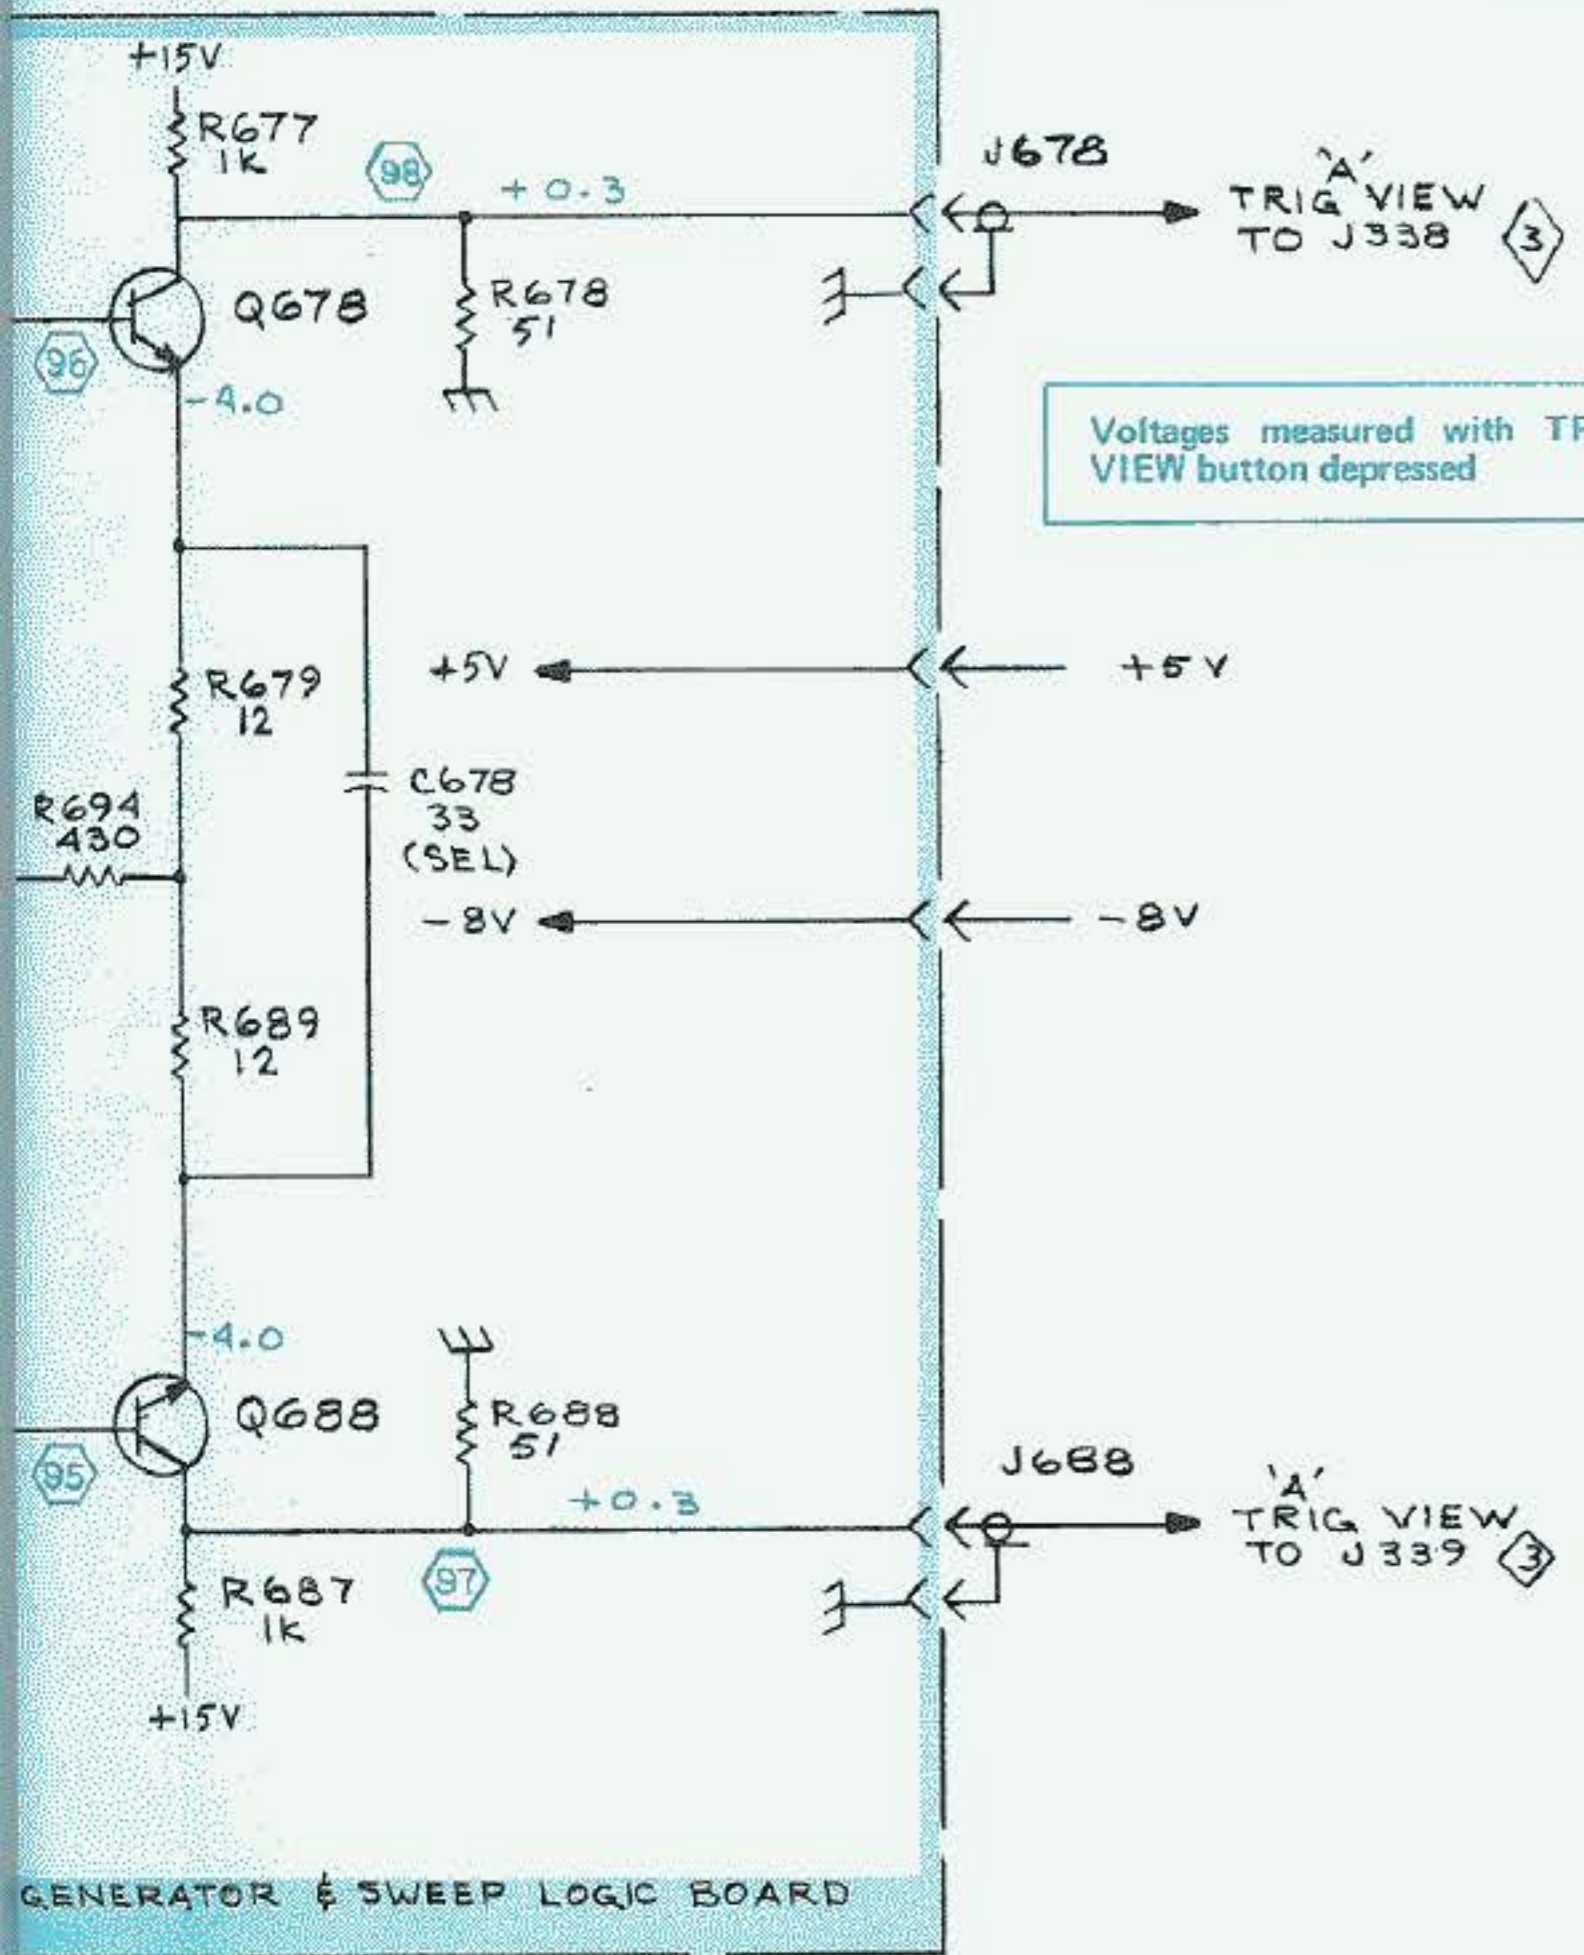 +15V
R677
1K
98
+0.3
J678
'A'
TRIG VIEW
TO J338
3
Q678
R678
51
96
-4.0
Voltages measured with TR
VIEW button depressed
R679
12
+5V
+5V
C678
33
(SEL)
R694
430
-8V
-8V
R689
12
-4.0
Q688
R688
51
95
+0.3
J688
'A'
TRIG VIEW
TO J339
3
97
R687
1K
+15V
GENERATOR & SWEEP LOGIC BOARD